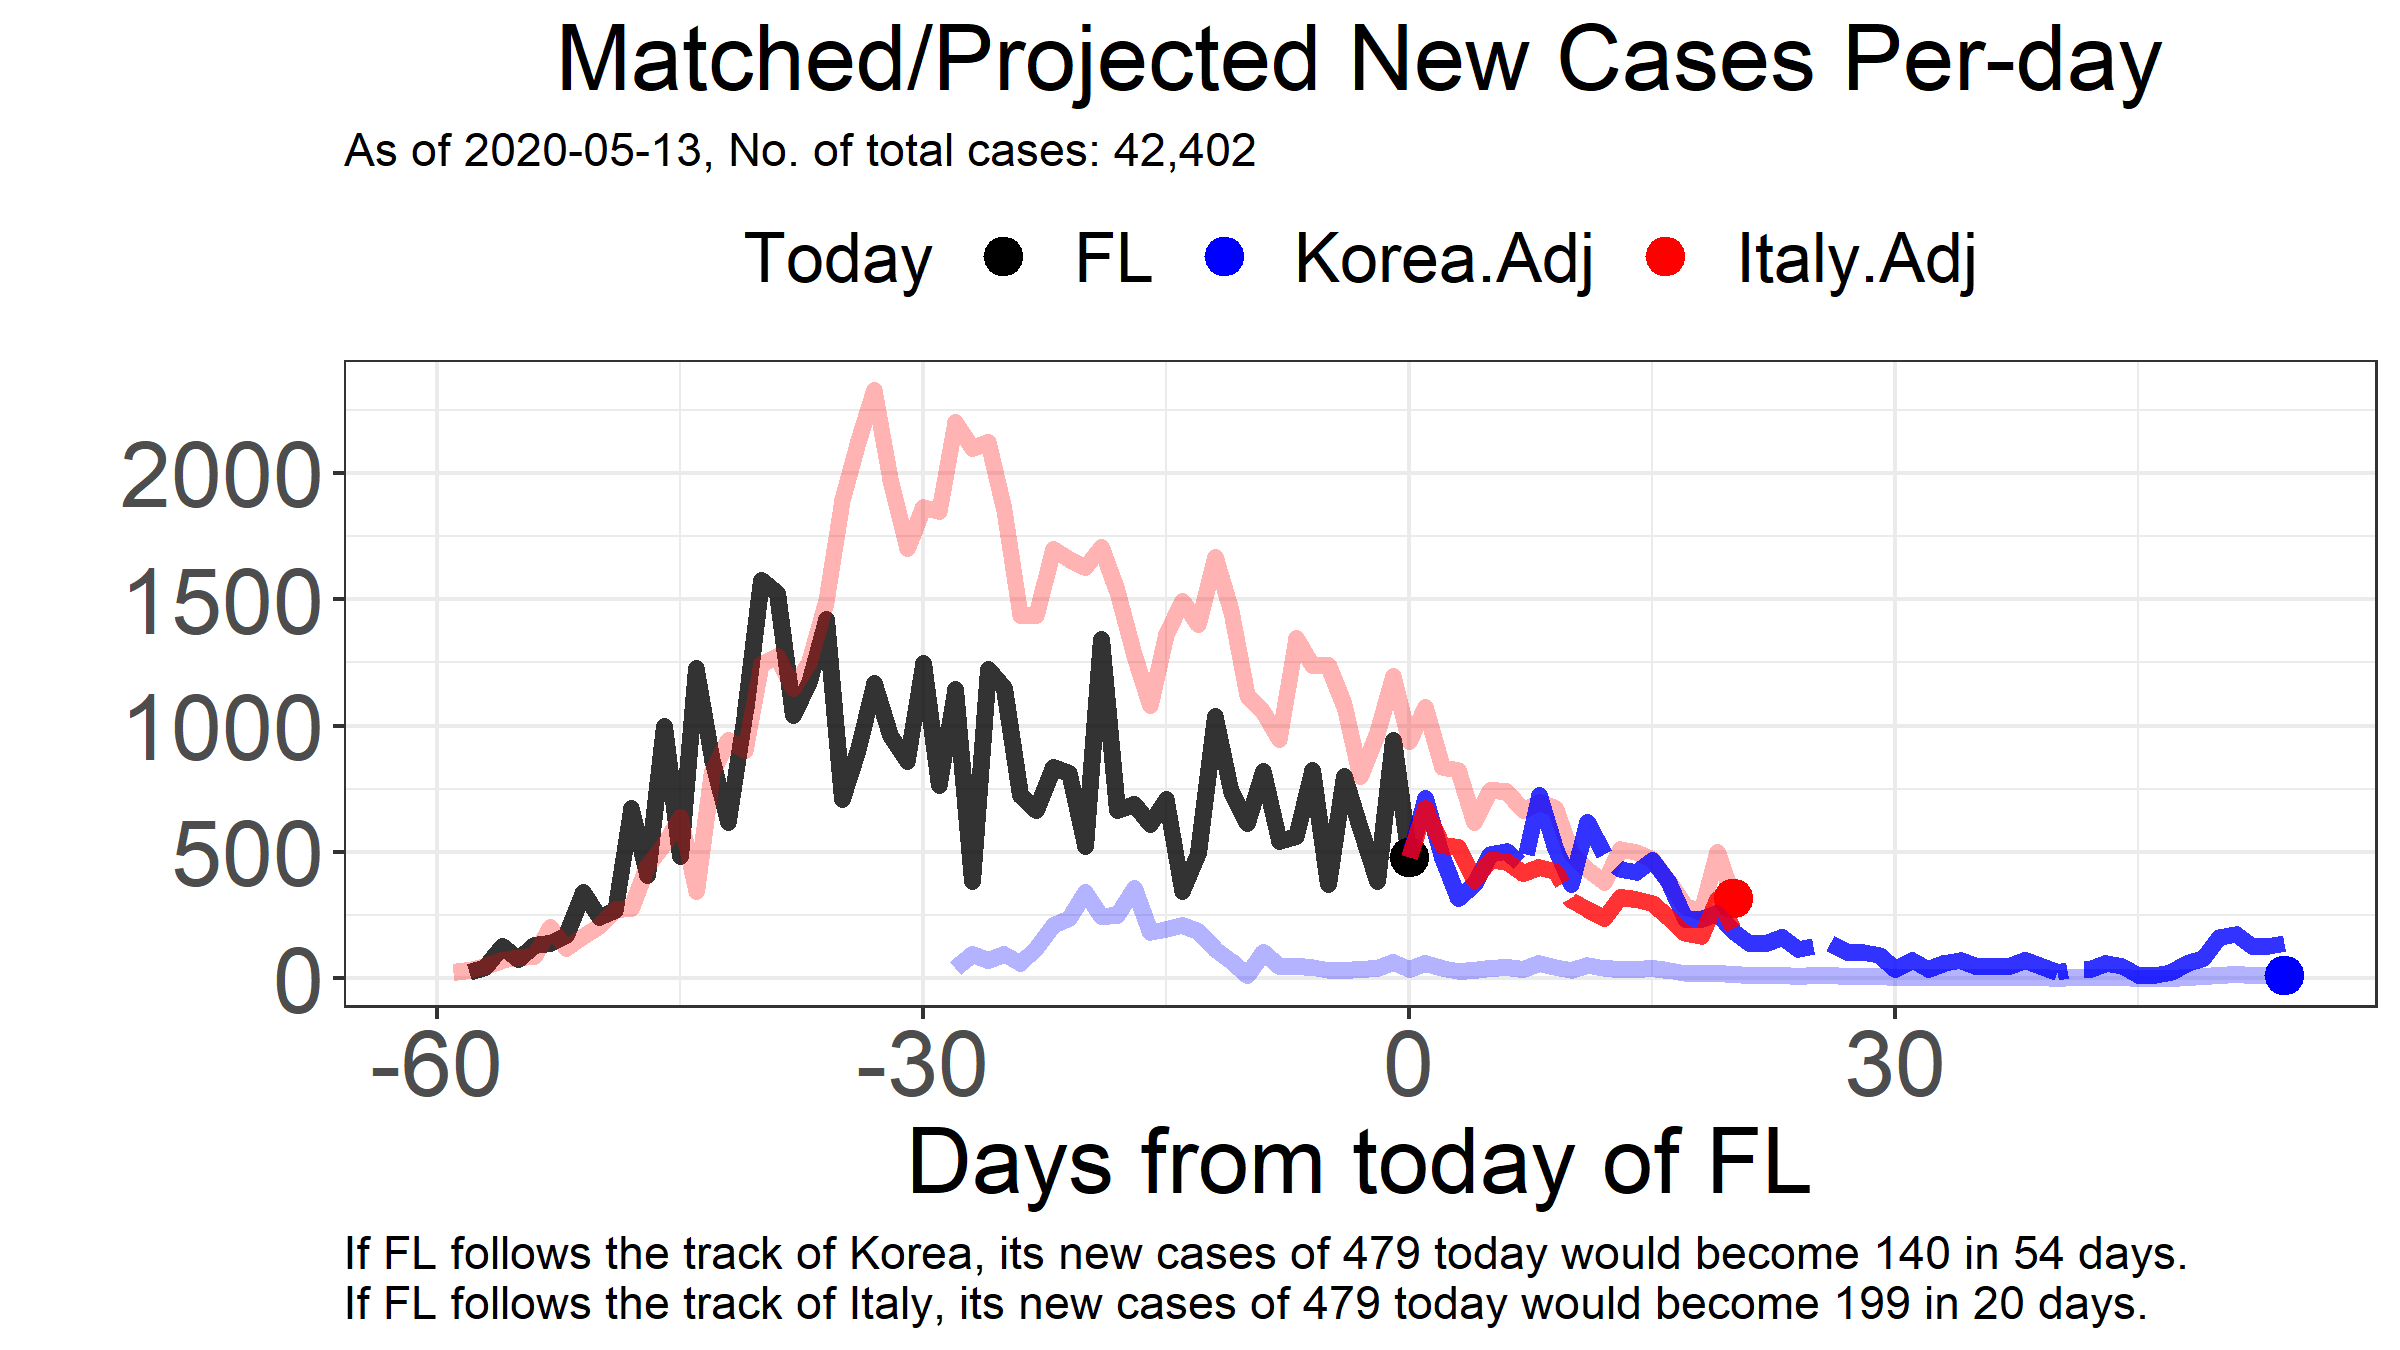 Matched/Projected New Cases Per-day
As of 2020-05-13, No. of total cases: 42,402
Today FL Korea.Adj Italy.Adj
2000
1500
1000
500
0
-60 -30 0 30
Days from today of FL
If FL follows the track of Korea, its new cases of 479 today would become 140 in 54 days.
If FL follows the track of Italy, its new cases of 479 today would become 199 in 20 days.